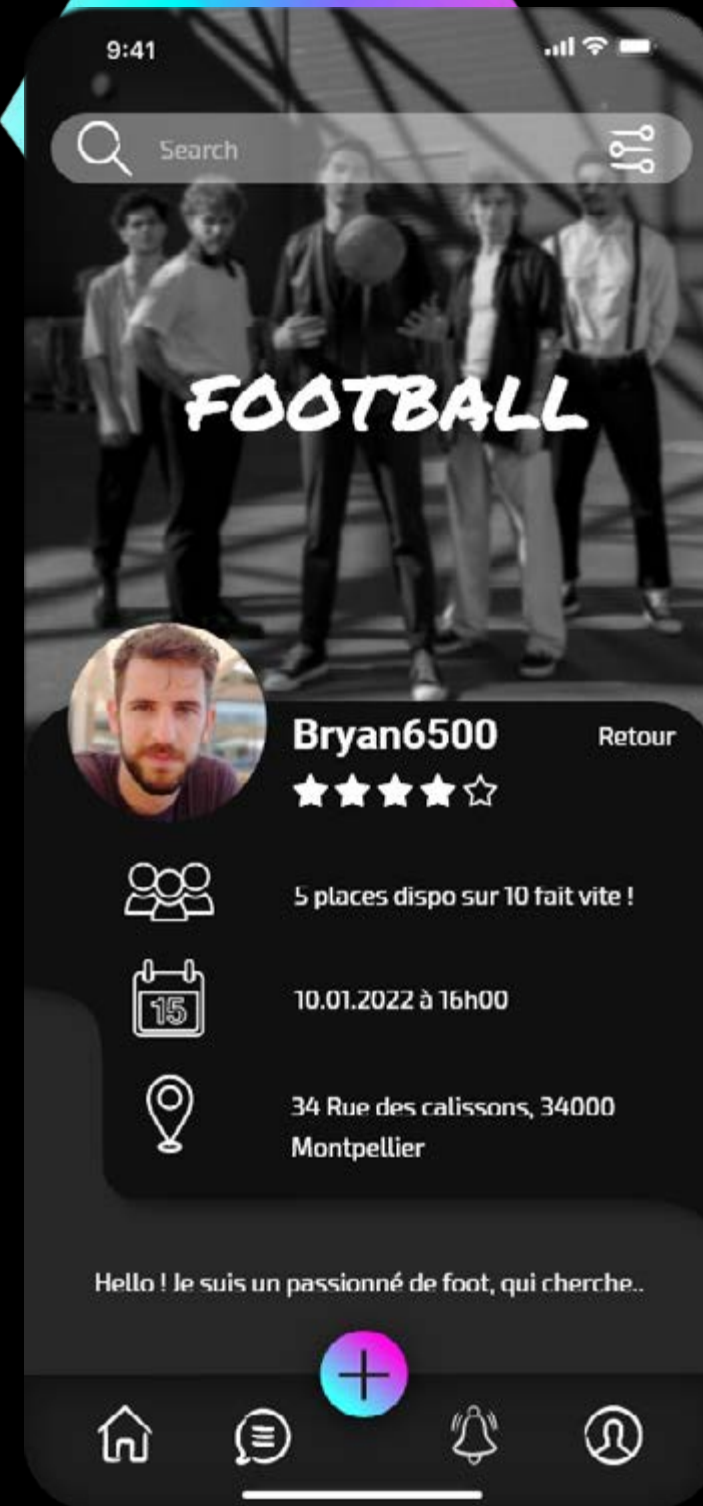 9:41
Search
FOOTBALL
Bryan6500
Retour
5 places dispo sur 10 fait vite !
15
10.01.2022 à 16h00
34 Rue des calissons, 34000
Montpellier
Hello ! Je suis un passionné de foot, qui cherche..